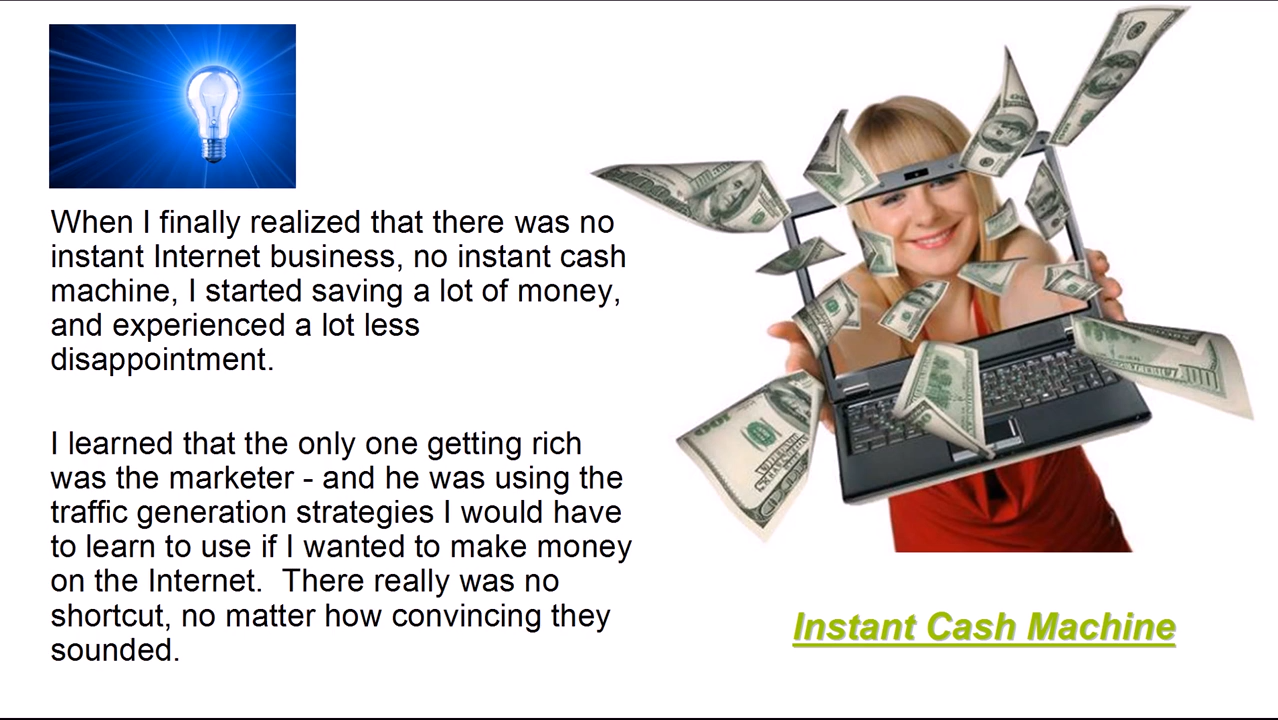 When I finally realized that there was no
instant Internet business, no instant cash
machine, I started saving a lot of money,
and experienced a lot less
disappointment.
I learned that the only one getting rich
was the marketer - and he was using the
traffic generation strategies I would have
to learn to use if I wanted to make money
on the Internet.  There really was no
shortcut, no matter how convincing they
sounded.
Instant Cash Machine